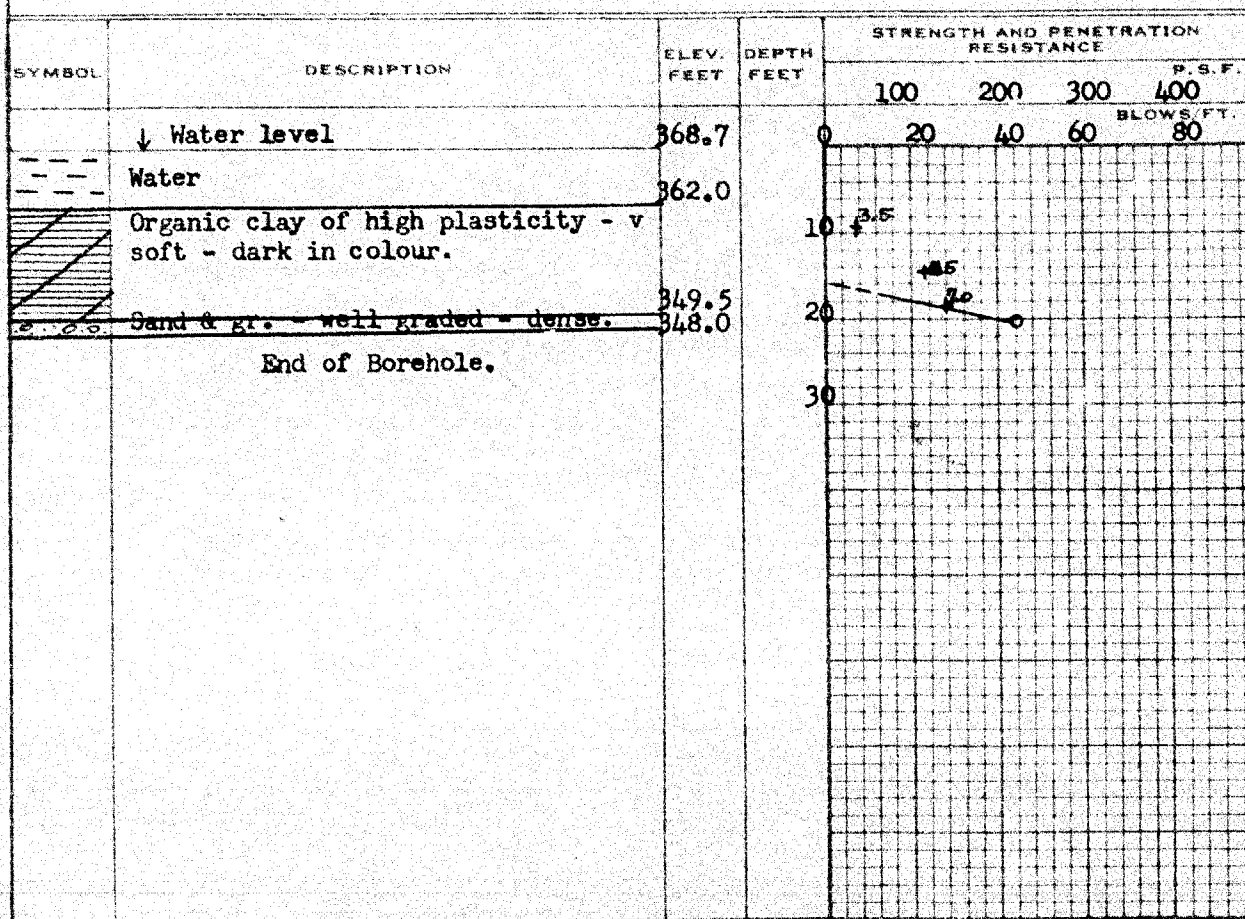 SYMBOL DESCRIPTION ELEV. FEET DEPTH FEET STRENGTH AND PENETRATION RESISTANCE
P.S.F.
100 200 300 400
BLOWS/FT.
0 20 40 60 80
↓ Water level 368.7
Water 362.0
Organic clay of high plasticity - v
soft - dark in colour.
10 3.5
349.5
Sand & gr. - well graded - dense. 348.0
20
End of Borehole.
30